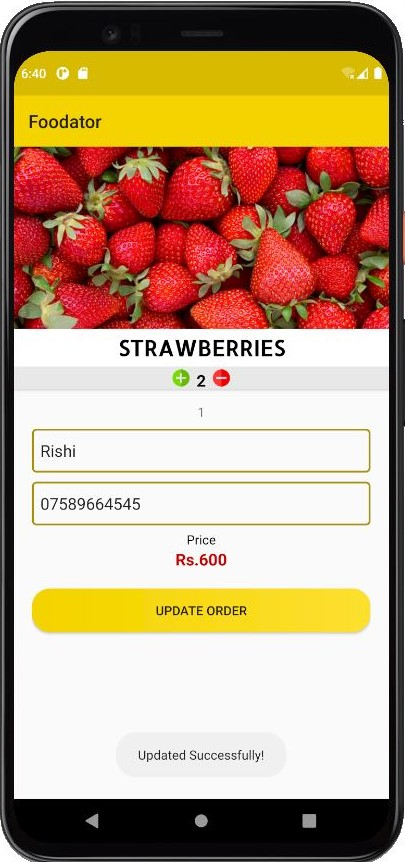 6:40
Foodator
STRAWBERRIES
2
1
Rishi
07589664545
Price
Rs.600
UPDATE ORDER
Updated Successfully!